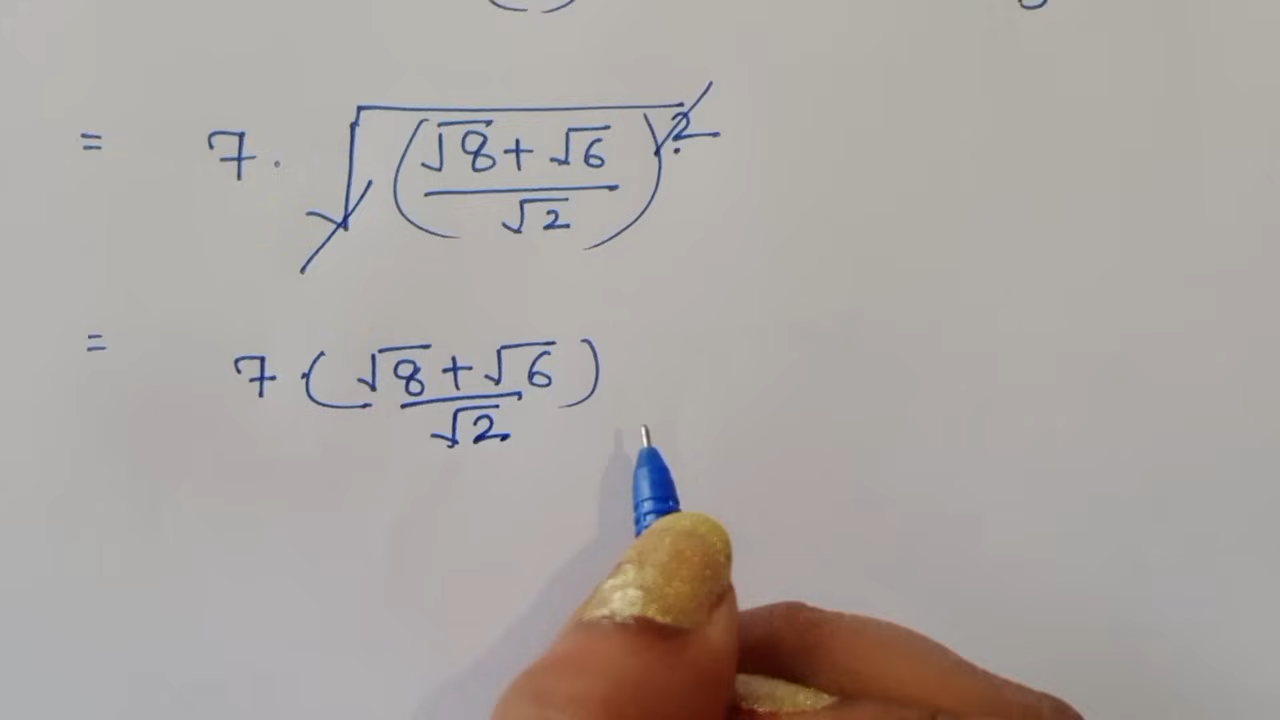 = 7 · √((√8 + √6)/√2)²
= 7 · ((√8 + √6)/√2)